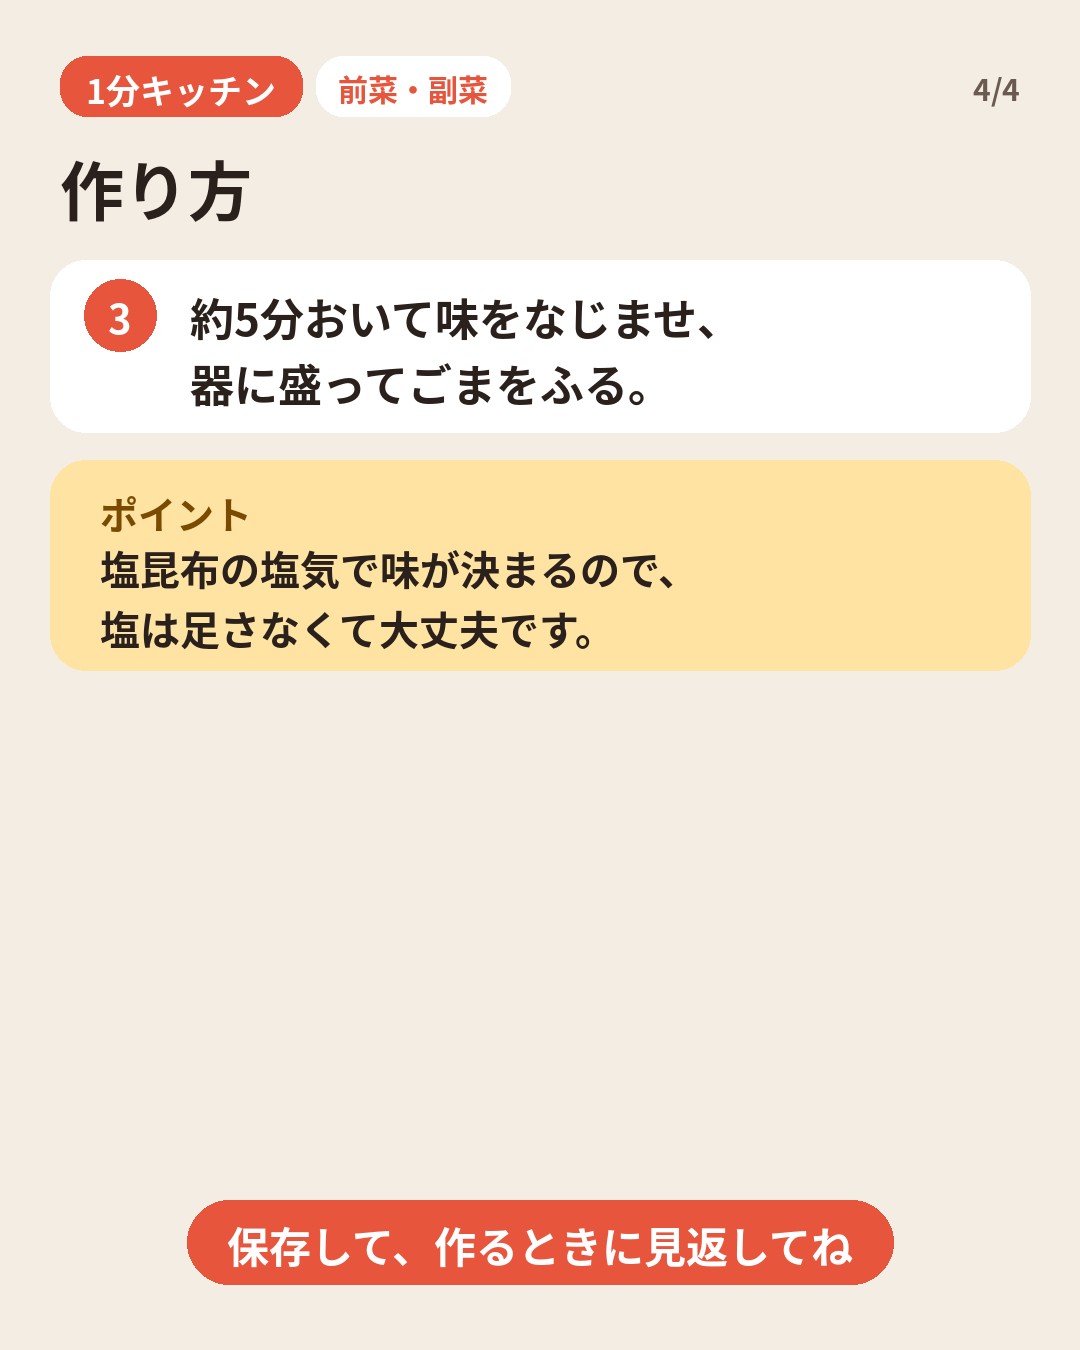 1分キッチン
前菜・副菜
4/4
作り方
3
約5分おいて味をなじませ、
器に盛ってごまをふる。
ポイント
塩昆布の塩気で味が決まるので、
塩は足さなくて大丈夫です。
保存して、作るときに見返してね